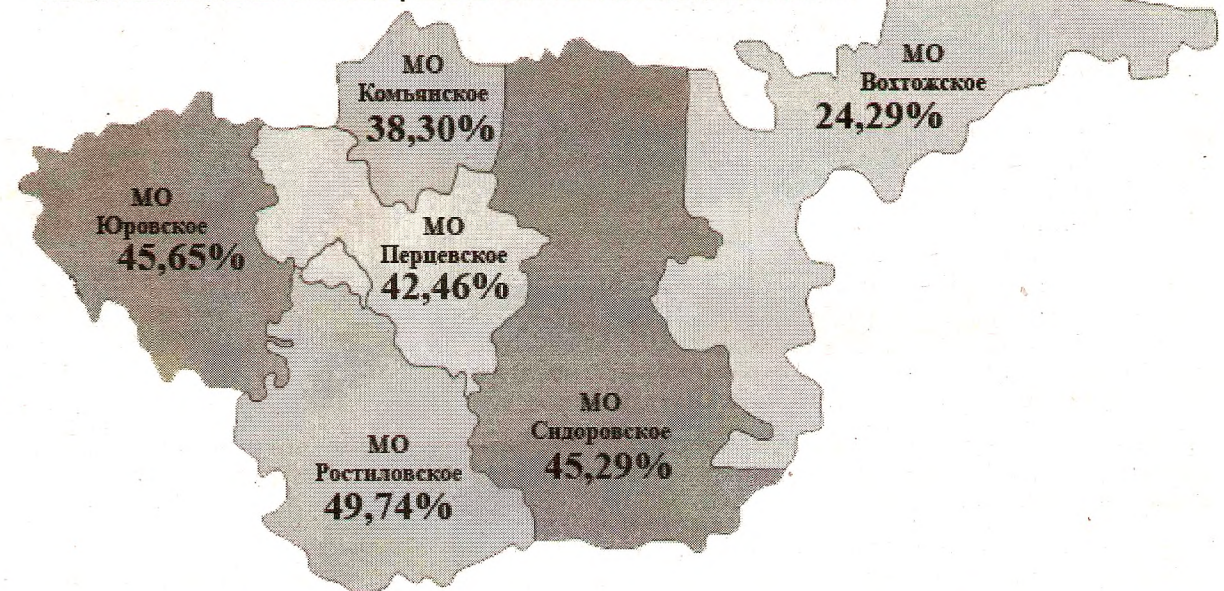 МО
Вохтожское
24,29%
МО
Комьянское
38,30%
МО
Юровское
45,65%
МО
Перцевское
42,46%
МО
Сидоровское
45,29%
МО
Ростиловское
49,74%